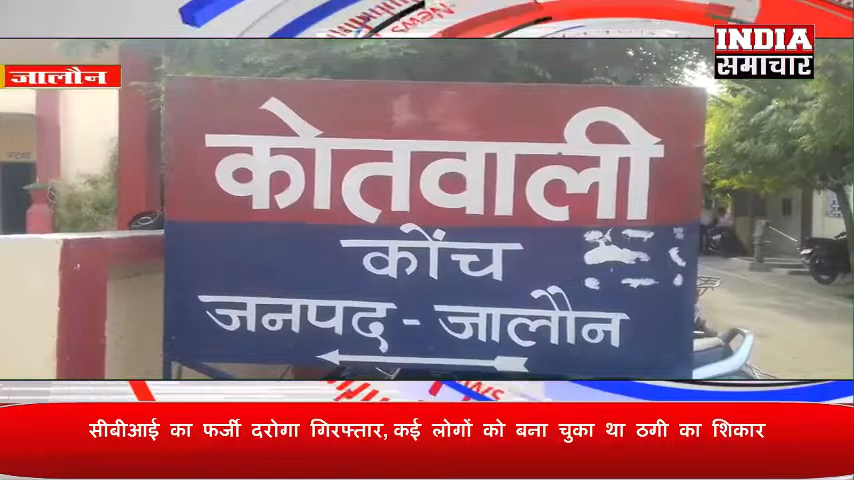 INDIA
समाचार
जालौन
कोतवाली
कोंच
जनपद - जालौन
सीबीआई का फर्जी दरोगा गिरफ्तार, कई लोगों को बना चुका था ठगी का शिकार